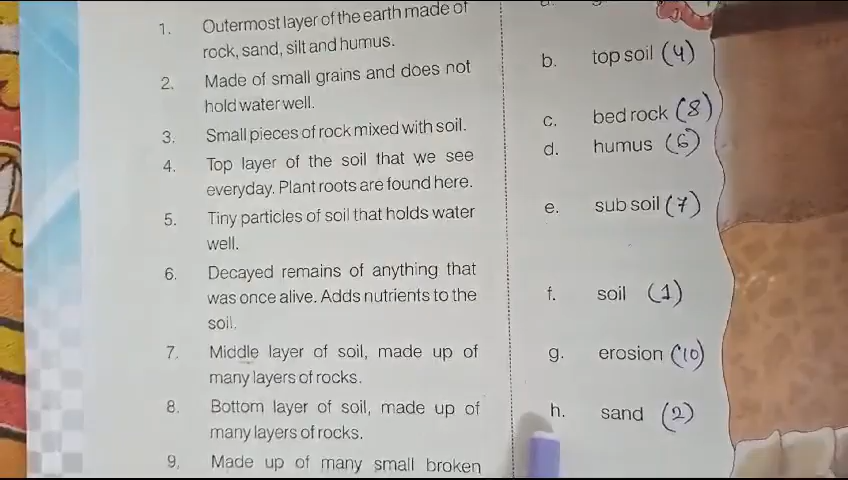 1. Outermost layer of the earth made of
rock, sand, silt and humus.
2. Made of small grains and does not
hold water well.
3. Small pieces of rock mixed with soil.
4. Top layer of the soil that we see
everyday. Plant roots are found here.
5. Tiny particles of soil that holds water
well.
6. Decayed remains of anything that
was once alive. Adds nutrients to the
soil.
7. Middle layer of soil, made up of
many layers of rocks.
8. Bottom layer of soil, made up of
many layers of rocks.
9. Made up of many small broken
b. top soil (4)
c. bed rock (8)
d. humus (6)
e. sub soil (7)
f. soil (1)
g. erosion (10)
h. sand (2)